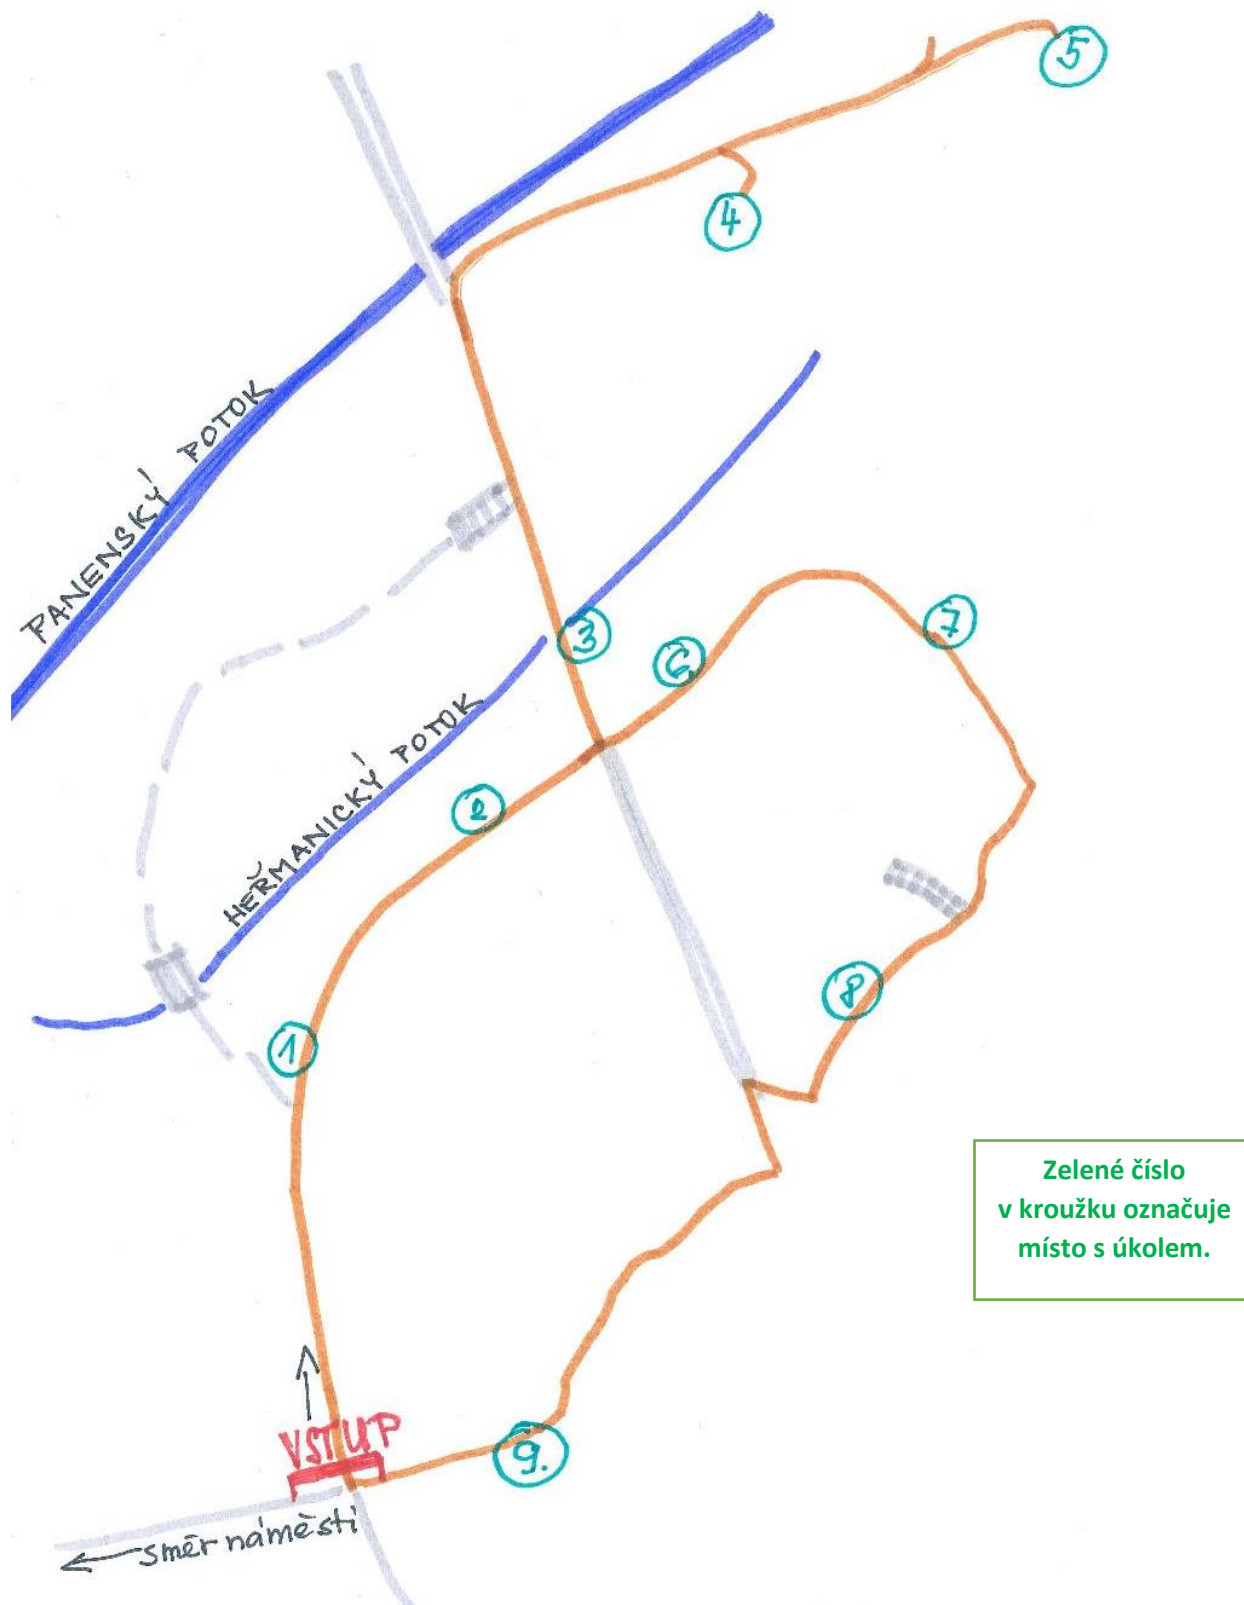 5
4
PANENSKÝ POTOK
3
7
6
HEŘMANICKÝ POTOK
2
8
1
Zelené číslo
v kroužku označuje
místo s úkolem.
VSTUP
9.
směr náměstí